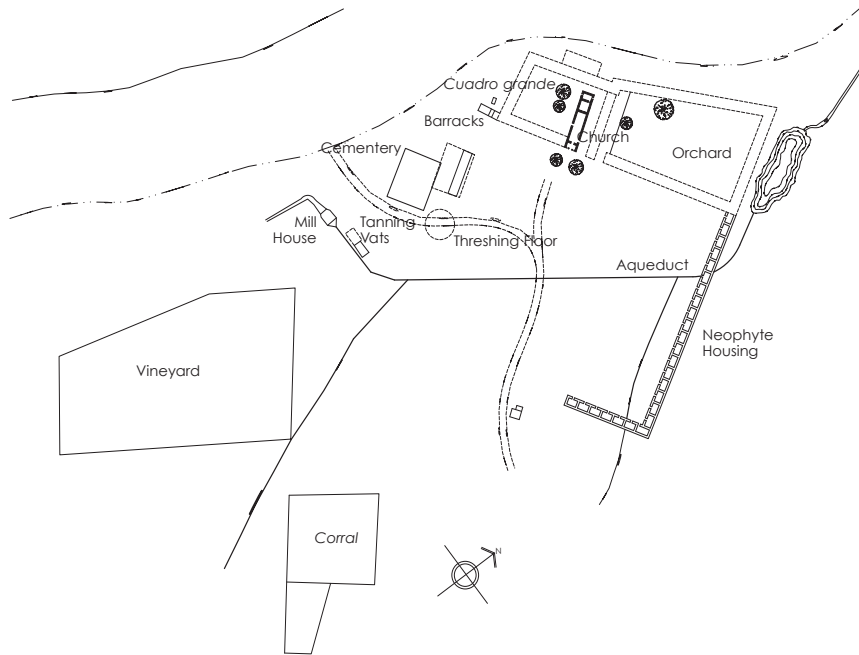 Cuadro grande
Barracks
Church
Cementery
Orchard
Mill
House
Tanning
Vats
Threshing Floor
Aqueduct
Neophyte
Housing
Vineyard
Corral
N